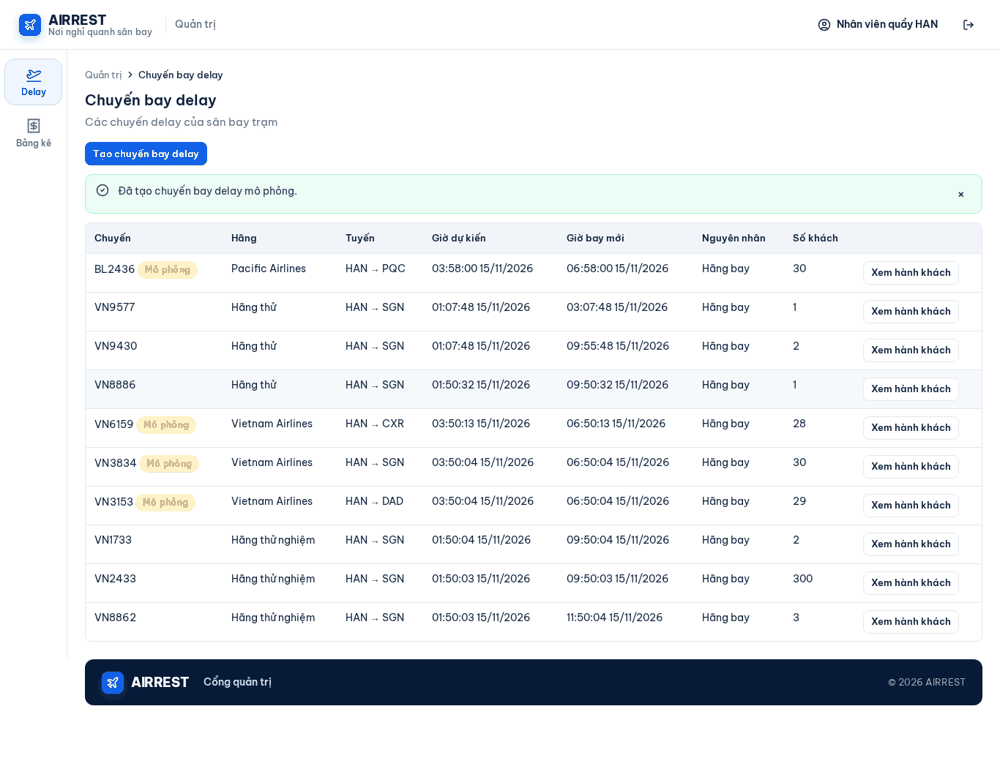 AIRREST
Nơi nghỉ quanh sân bay
Quản trị
Nhân viên quầy HAN
Delay
Bảng kê
Quản trị > Chuyến bay delay
Chuyến bay delay
Các chuyến delay của sân bay trạm
Tạo chuyến bay delay
Đã tạo chuyến bay delay mô phỏng. ×
Chuyến Hãng Tuyến Giờ dự kiến Giờ bay mới Nguyên nhân Số khách
BL2436 Mô phỏng Pacific Airlines HAN → PQC 03:58:00 15/11/2026 06:58:00 15/11/2026 Hãng bay 30 Xem hành khách
VN9577 Hãng thử HAN → SGN 01:07:48 15/11/2026 03:07:48 15/11/2026 Hãng bay 1 Xem hành khách
VN9430 Hãng thử HAN → SGN 01:07:48 15/11/2026 09:55:48 15/11/2026 Hãng bay 2 Xem hành khách
VN8886 Hãng thử HAN → SGN 01:50:32 15/11/2026 09:50:32 15/11/2026 Hãng bay 1 Xem hành khách
VN6159 Mô phỏng Vietnam Airlines HAN → CXR 03:50:13 15/11/2026 06:50:13 15/11/2026 Hãng bay 28 Xem hành khách
VN3834 Mô phỏng Vietnam Airlines HAN → SGN 03:50:04 15/11/2026 06:50:04 15/11/2026 Hãng bay 30 Xem hành khách
VN3153 Mô phỏng Vietnam Airlines HAN → DAD 03:50:04 15/11/2026 06:50:04 15/11/2026 Hãng bay 29 Xem hành khách
VN1733 Hãng thử nghiệm HAN → SGN 01:50:04 15/11/2026 09:50:04 15/11/2026 Hãng bay 2 Xem hành khách
VN2433 Hãng thử nghiệm HAN → SGN 01:50:03 15/11/2026 09:50:03 15/11/2026 Hãng bay 300 Xem hành khách
VN8862 Hãng thử nghiệm HAN → SGN 01:50:03 15/11/2026 11:50:04 15/11/2026 Hãng bay 3 Xem hành khách
AIRREST Cổng quản trị © 2026 AIRREST